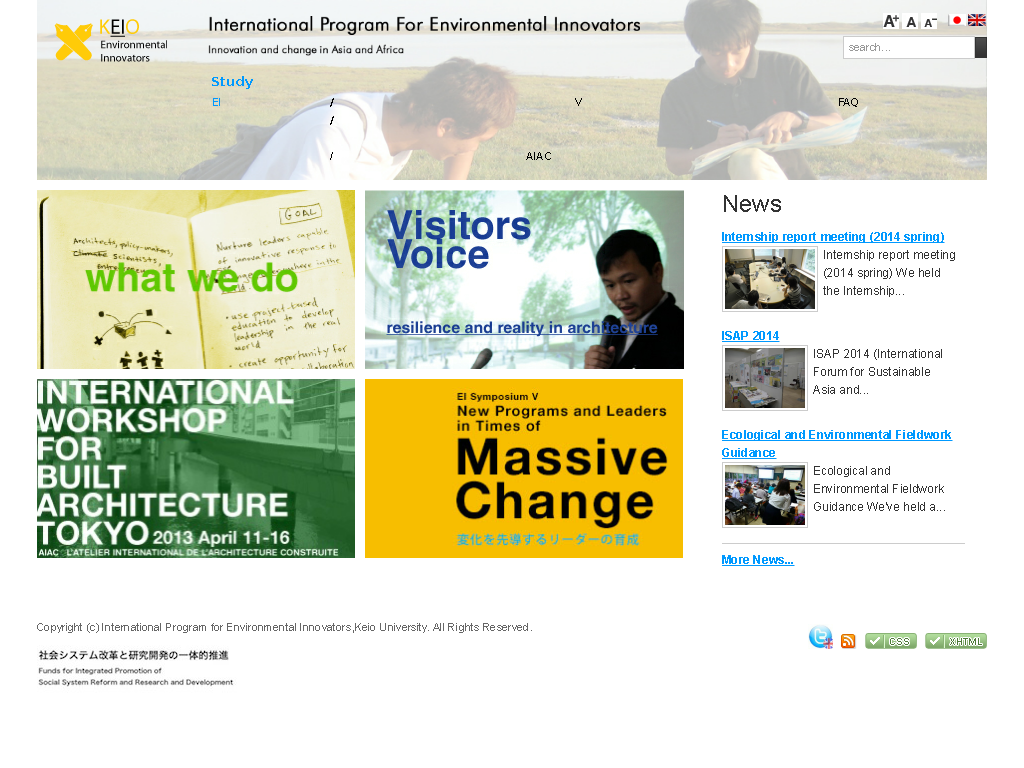 KEIO
Environmental
Innovators
International Program For Environmental Innovators
Innovation and change in Asia and Africa
A+ A A−
search...
Study
EI / V FAQ
/
/ AIAC
GOAL
Architects, policy-makers,
Climate scientists,
Nurture leaders capable
of innovative response to
in the
• use project-based
education to develop
leadership in the real
world
• create opportunity for
what we do
Visitors
Voice
resilience and reality in architecture
INTERNATIONAL
WORKSHOP
FOR
BUILT
ARCHITECTURE
TOKYO 2013 April 11-16
AIAC L'ATELIER INTERNATIONAL DE L'ARCHITECTURE CONSTRUITE
EI Symposium V
New Programs and Leaders
in Times of
Massive
Change
変化を先導するリーダーの育成
News
Internship report meeting (2014 spring)
Internship report meeting
(2014 spring) We held
the Internship...
ISAP 2014
ISAP 2014 (International
Forum for Sustainable
Asia and...
Ecological and Environmental Fieldwork
Guidance
Ecological and
Environmental Fieldwork
Guidance We've held a...
More News...
Copyright (c) International Program for Environmental Innovators,Keio University. All Rights Reserved.
CSS XHTML
社会システム改革と研究開発の一体的推進
Funds for Integrated Promotion of
Social System Reform and Research and Development